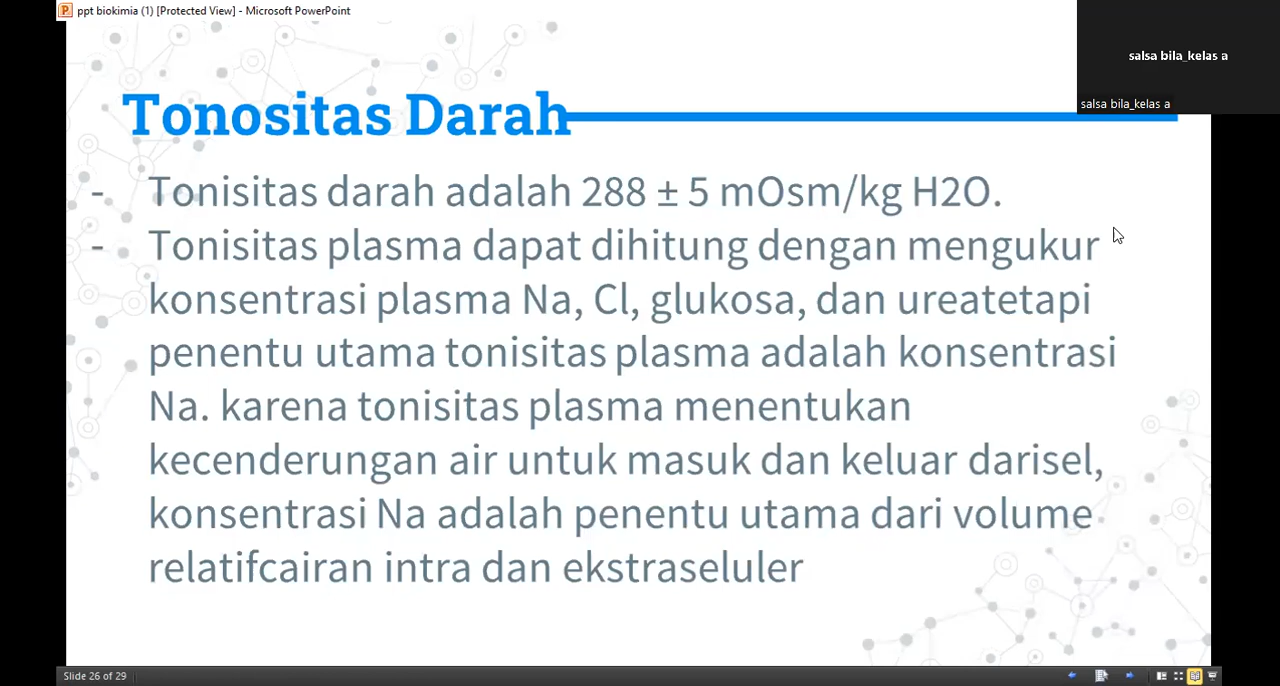 ppt biokimia (1) [Protected View] - Microsoft PowerPoint
salsa bila_kelas a
salsa bila_kelas a
Tonositas Darah
- Tonisitas darah adalah 288 ± 5 mOsm/kg H2O.
- Tonisitas plasma dapat dihitung dengan mengukur
konsentrasi plasma Na, Cl, glukosa, dan ureatetapi
penentu utama tonisitas plasma adalah konsentrasi
Na. karena tonisitas plasma menentukan
kecenderungan air untuk masuk dan keluar darisel,
konsentrasi Na adalah penentu utama dari volume
relatifcairan intra dan ekstraseluler
Slide 26 of 29